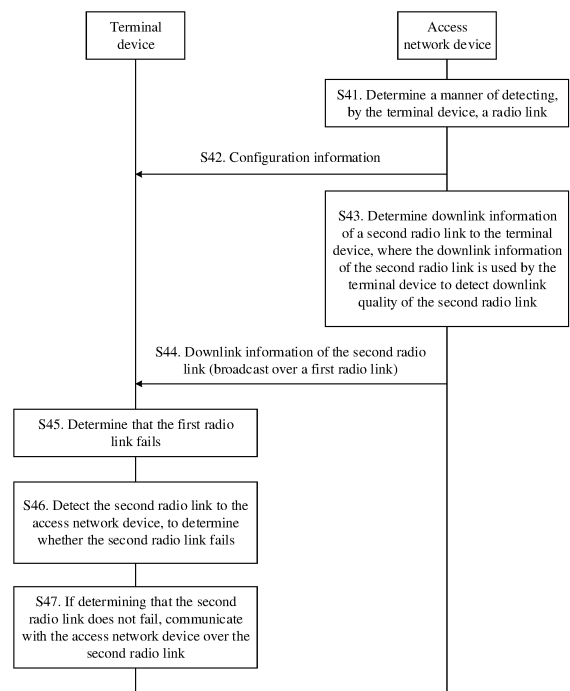 Terminal
device
Access
network device
S41. Determine a manner of detecting,
by the terminal device, a radio link
S42. Configuration information
S43. Determine downlink information
of a second radio link to the terminal
device, where the downlink information
of the second radio link is used by the
terminal device to detect downlink
quality of the second radio link
S44. Downlink information of the second radio
link (broadcast over a first radio link)
S45. Determine that the first radio
link fails
S46. Detect the second radio link to the
access network device, to determine
whether the second radio link fails
S47. If determining that the second
radio link does not fail, communicate
with the access network device over the
second radio link